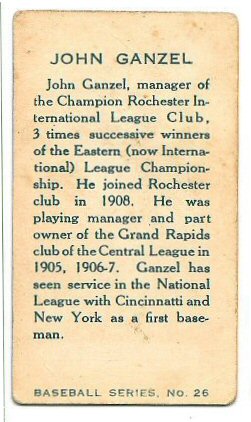 JOHN GANZEL
John Ganzel, manager of
the Champion Rochester In-
ternational League Club,
3 times successive winners
of the Eastern (now Interna-
tional) League Champion-
ship. He joined Rochester
club in 1908. He was
playing manager and part
owner of the Grand Rapids
club of the Central League in
1905, 1906-7. Ganzel has
seen service in the National
League with Cincinnatti and
New York as a first base-
man.
BASEBALL SERIES, No. 26